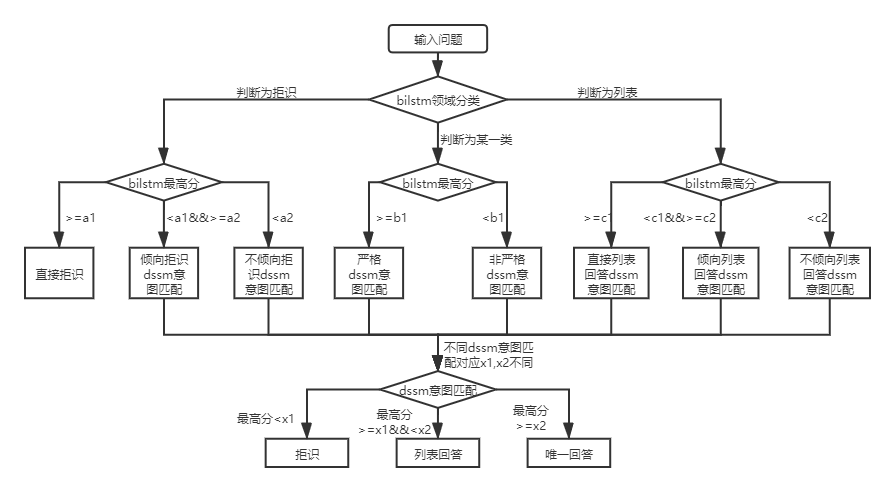 输入问题
bilstm领域分类
判断为拒识
判断为某一类
判断为列表
bilstm最高分
bilstm最高分
bilstm最高分
>=a1
<a1&&>=a2
<a2
>=b1
<b1
>=c1
<c1&&>=c2
<c2
直接拒识
倾向拒识
dssm意
图匹配
不倾向拒
识dssm
意图匹配
严格
dssm意
图匹配
非严格
dssm意
图匹配
直接列表
回答dssm
意图匹配
倾向列表
回答dssm
意图匹配
不倾向列表
回答dssm
意图匹配
不同dssm意图匹
配对应x1,x2不同
dssm意图匹配
最高分<x1
最高分
>=x1&&<x2
最高分
>=x2
拒识
列表回答
唯一回答